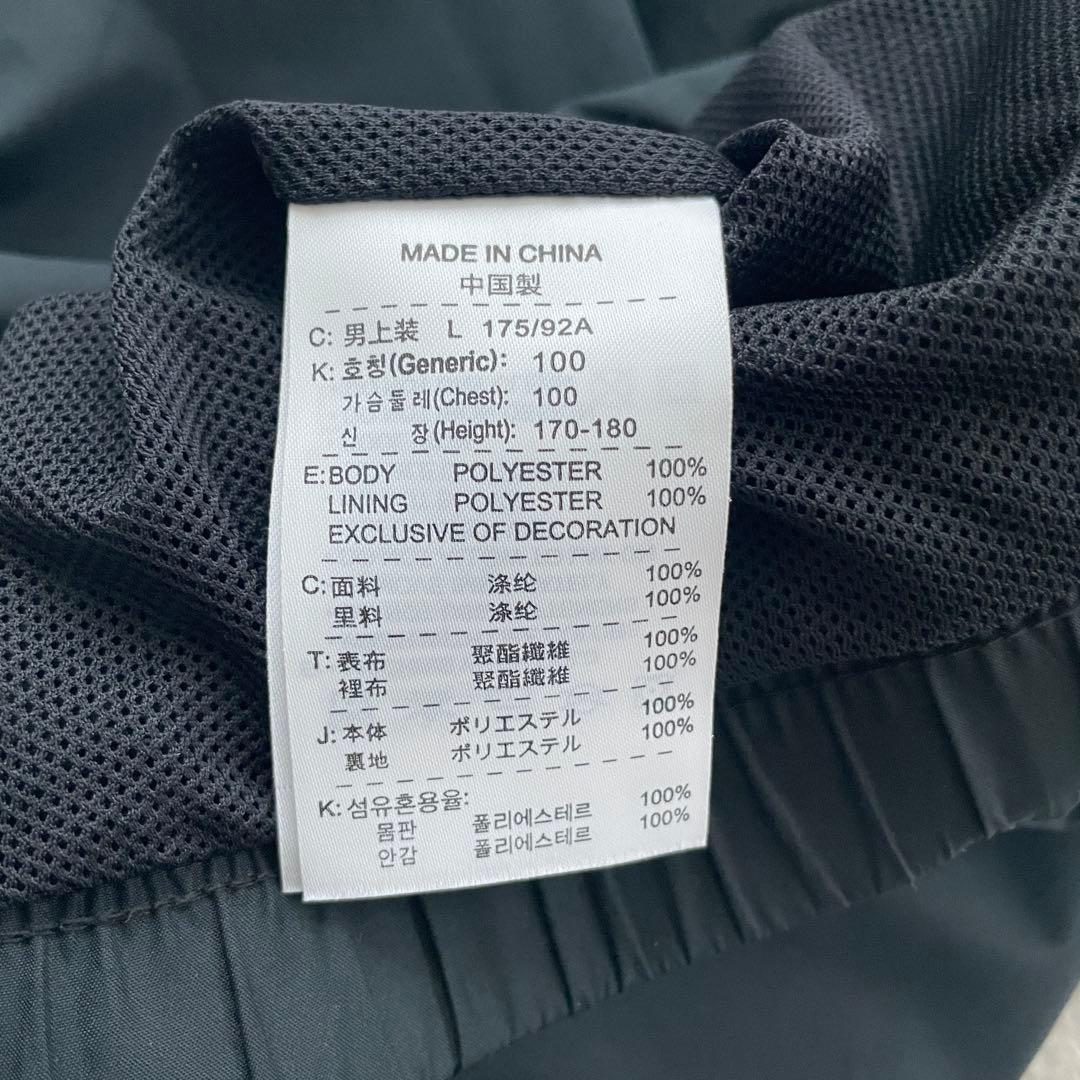 MADE IN CHINA
中国製
C: 男上装 L 175/92A
K: 호칭(Generic): 100
가슴둘레(Chest): 100
신 장(Height): 170-180
E: BODY POLYESTER 100%
LINING POLYESTER 100%
EXCLUSIVE OF DECORATION
C: 面料 涤纶 100%
里料 涤纶 100%
T: 表布 聚酯纖維 100%
裡布 聚酯纖維 100%
J: 本体 ポリエステル 100%
裏地 ポリエステル 100%
K: 섬유혼용율:
몸판 폴리에스테르 100%
안감 폴리에스테르 100%